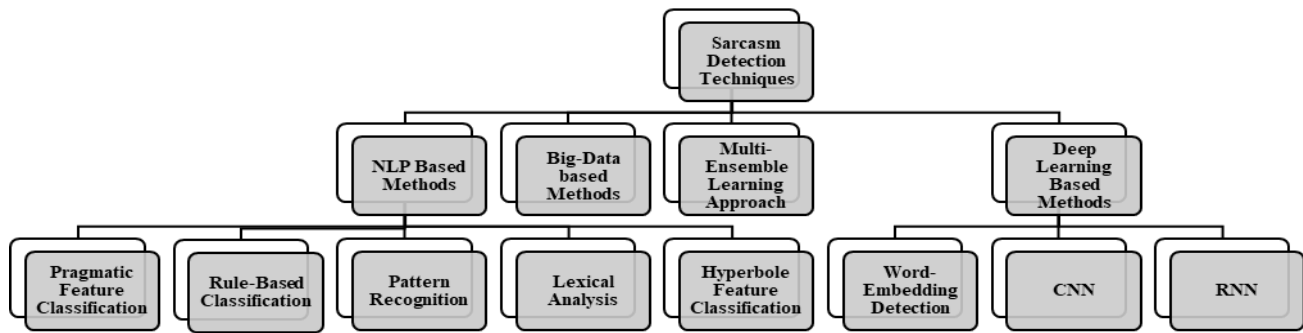 Sarcasm
Detection
Techniques
NLP Based
Methods
Big-Data
based
Methods
Multi-
Ensemble
Learning
Approach
Deep
Learning
Based
Methods
Pragmatic
Feature
Classification
Rule-Based
Classification
Pattern
Recognition
Lexical
Analysis
Hyperbole
Feature
Classification
Word-
Embedding
Detection
CNN
RNN